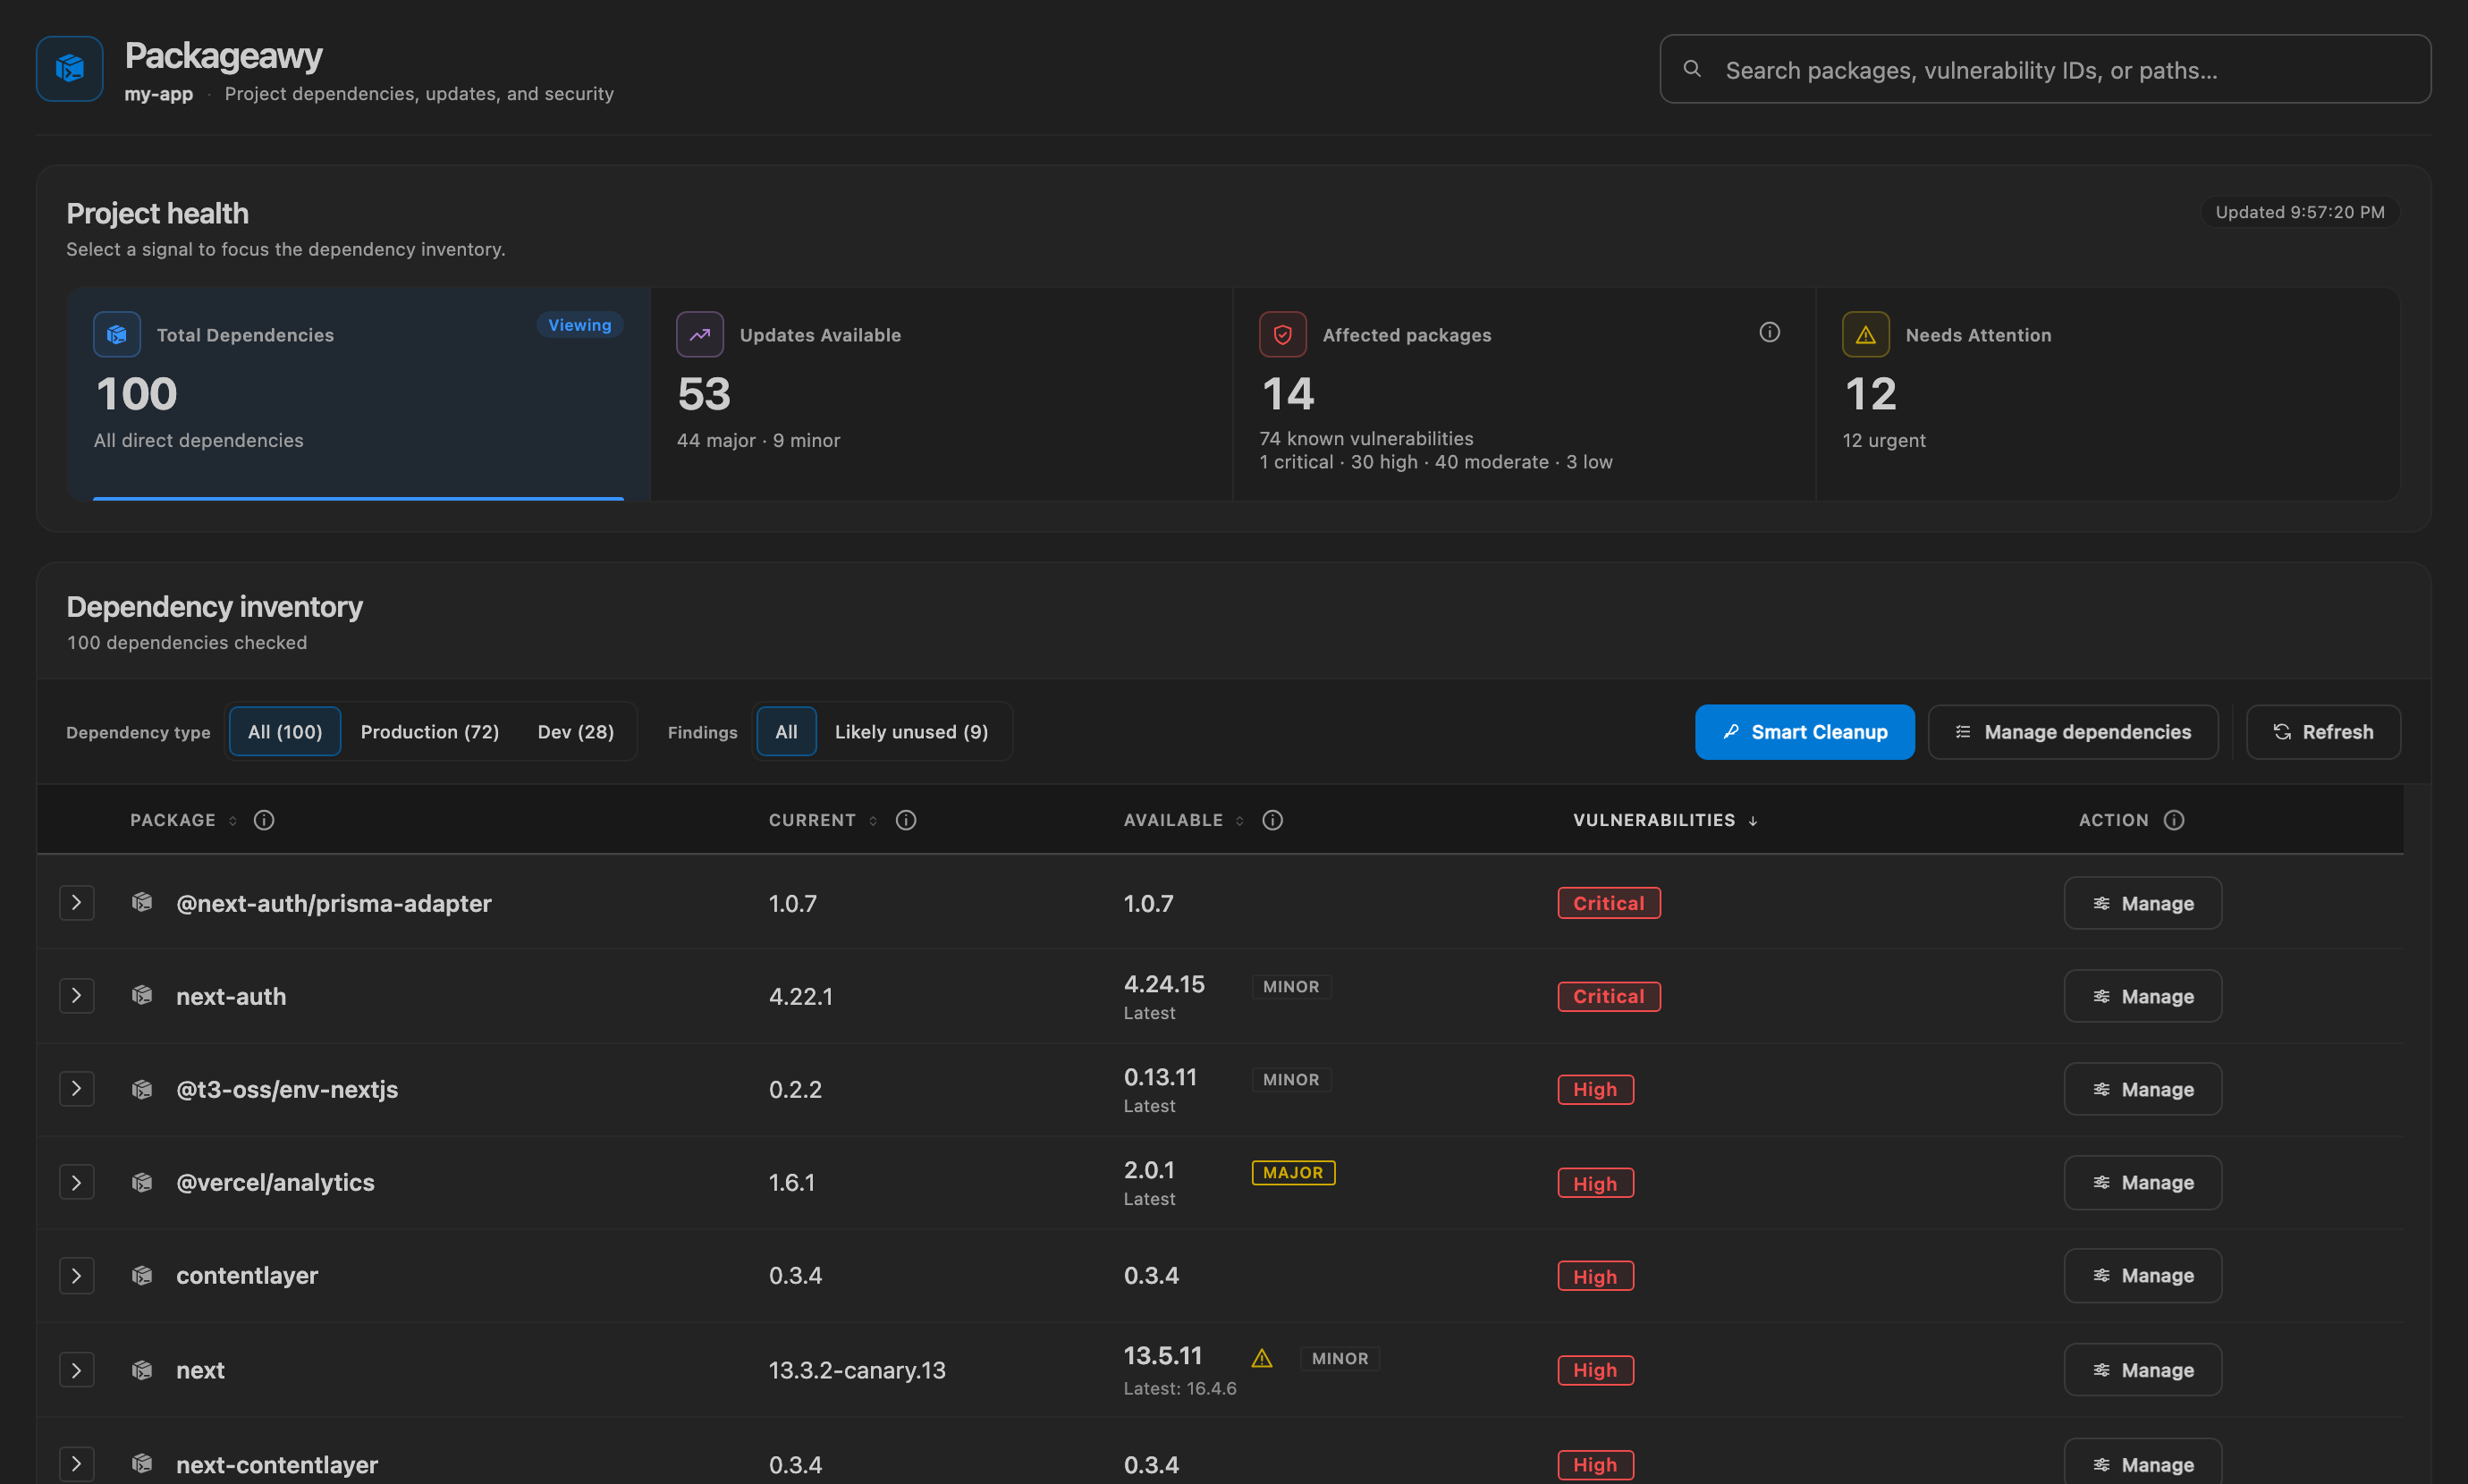 Packageawy
my-app · Project dependencies, updates, and security
Search packages, vulnerability IDs, or paths...
Project health
Select a signal to focus the dependency inventory.
Updated 9:57:20 PM
Total Dependencies
Viewing
100
All direct dependencies
Updates Available
53
44 major · 9 minor
Affected packages
14
74 known vulnerabilities
1 critical · 30 high · 40 moderate · 3 low
Needs Attention
12
12 urgent
Dependency inventory
100 dependencies checked
Dependency type All (100) Production (72) Dev (28) Findings All Likely unused (9) Smart Cleanup Manage dependencies Refresh
PACKAGE CURRENT AVAILABLE VULNERABILITIES ACTION
@next-auth/prisma-adapter 1.0.7 1.0.7 Critical Manage
next-auth 4.22.1 4.24.15 MINOR Critical Manage
Latest
@t3-oss/env-nextjs 0.2.2 0.13.11 MINOR High Manage
Latest
@vercel/analytics 1.6.1 2.0.1 MAJOR High Manage
Latest
contentlayer 0.3.4 0.3.4 High Manage
next 13.3.2-canary.13 13.5.11 MINOR High Manage
Latest: 16.4.6
next-contentlayer 0.3.4 0.3.4 High Manage